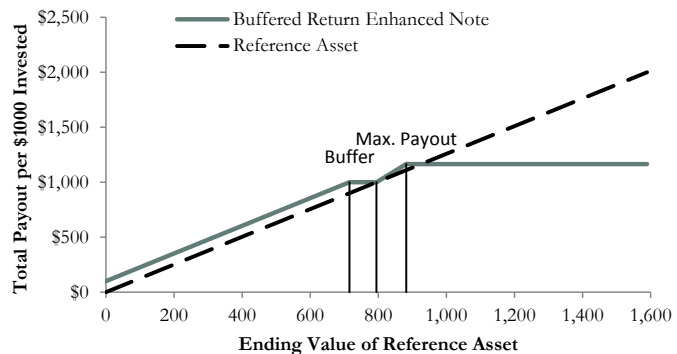 Total Payout per $1000 Invested
$2,500
$2,000
$1,500
$1,000
$500
$0
Buffered Return Enhanced Note
Reference Asset
Max. Payout
Buffer
0 200 400 600 800 1,000 1,200 1,400 1,600
Ending Value of Reference Asset